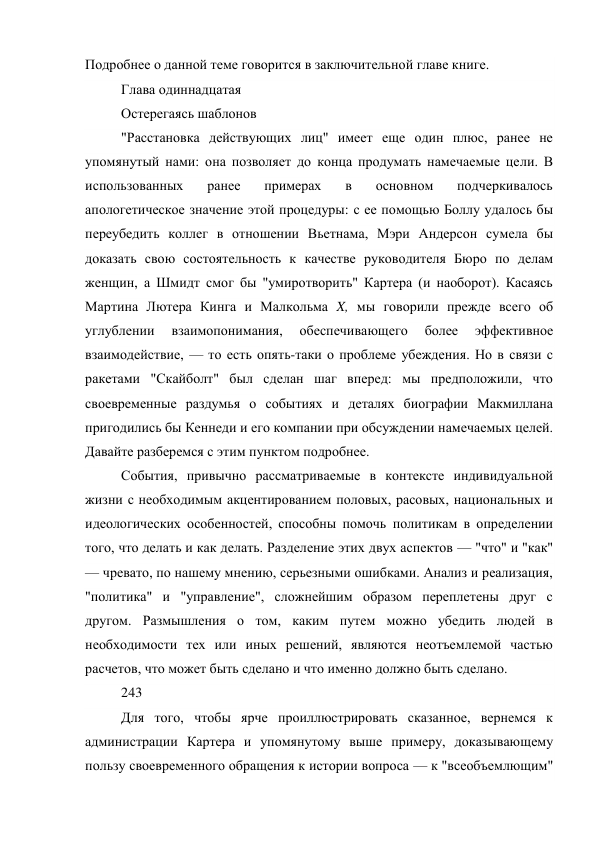 Подробнее о данной теме говорится в заключительной главе книге.
Глава одиннадцатая
Остерегаясь шаблонов
"Расстановка действующих лиц" имеет еще один плюс, ранее не
упомянутый нами: она позволяет до конца продумать намечаемые цели. В
использованных ранее примерах в основном подчеркивалось
апологетическое значение этой процедуры: с ее помощью Боллу удалось бы
переубедить коллег в отношении Вьетнама, Мэри Андерсон сумела бы
доказать свою состоятельность к качестве руководителя Бюро по делам
женщин, а Шмидт смог бы "умиротворить" Картера (и наоборот). Касаясь
Мартина Лютера Кинга и Малкольма X, мы говорили прежде всего об
углублении взаимопонимания, обеспечивающего более эффективное
взаимодействие, — то есть опять-таки о проблеме убеждения. Но в связи с
ракетами "Скайболт" был сделан шаг вперед: мы предположили, что
своевременные раздумья о событиях и деталях биографии Макмиллана
пригодились бы Кеннеди и его компании при обсуждении намечаемых целей.
Давайте разберемся с этим пунктом подробнее.
События, привычно рассматриваемые в контексте индивидуальной
жизни с необходимым акцентированием половых, расовых, национальных и
идеологических особенностей, способны помочь политикам в определении
того, что делать и как делать. Разделение этих двух аспектов — "что" и "как"
— чревато, по нашему мнению, серьезными ошибками. Анализ и реализация,
"политика" и "управление", сложнейшим образом переплетены друг с
другом. Размышления о том, каким путем можно убедить людей в
необходимости тех или иных решений, являются неотъемлемой частью
расчетов, что может быть сделано и что именно должно быть сделано.
243
Для того, чтобы ярче проиллюстрировать сказанное, вернемся к
администрации Картера и упомянутому выше примеру, доказывающему
пользу своевременного обращения к истории вопроса — к "всеобъемлющим"